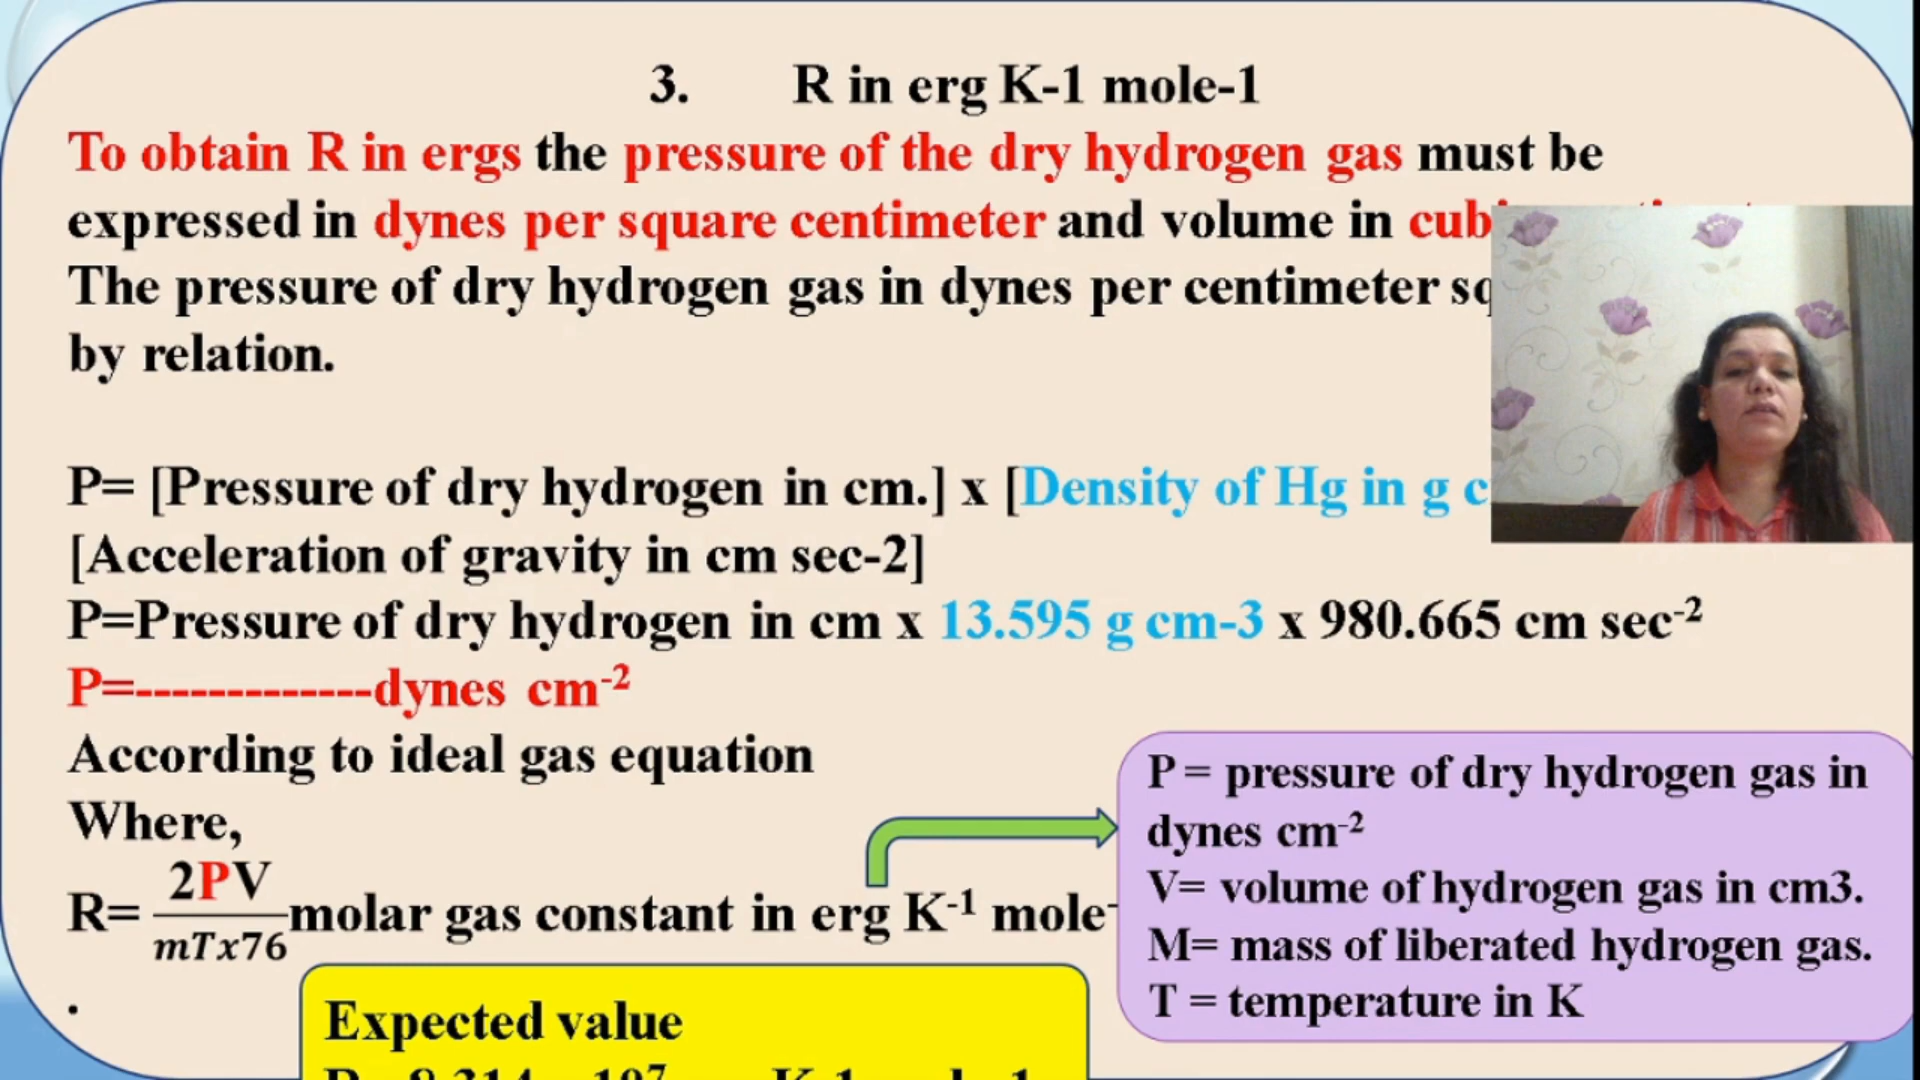 3. R in erg K-1 mole-1
To obtain R in ergs the pressure of the dry hydrogen gas must be
expressed in dynes per square centimeter and volume in
The pressure of dry hydrogen gas in dynes per centimeter
by relation.
P= [Pressure of dry hydrogen in cm.] x [Density of Hg in g
[Acceleration of gravity in cm sec-2]
P=Pressure of dry hydrogen in cm x 13.595 g cm-3 x 980.665 cm sec⁻²
P=-------------dynes cm⁻²
According to ideal gas equation
Where,
R= 2PV/mTx76 molar gas constant in erg K⁻¹ mole⁻
.
P = pressure of dry hydrogen gas in
dynes cm⁻²
V= volume of hydrogen gas in cm3.
M= mass of liberated hydrogen gas.
T = temperature in K
Expected value